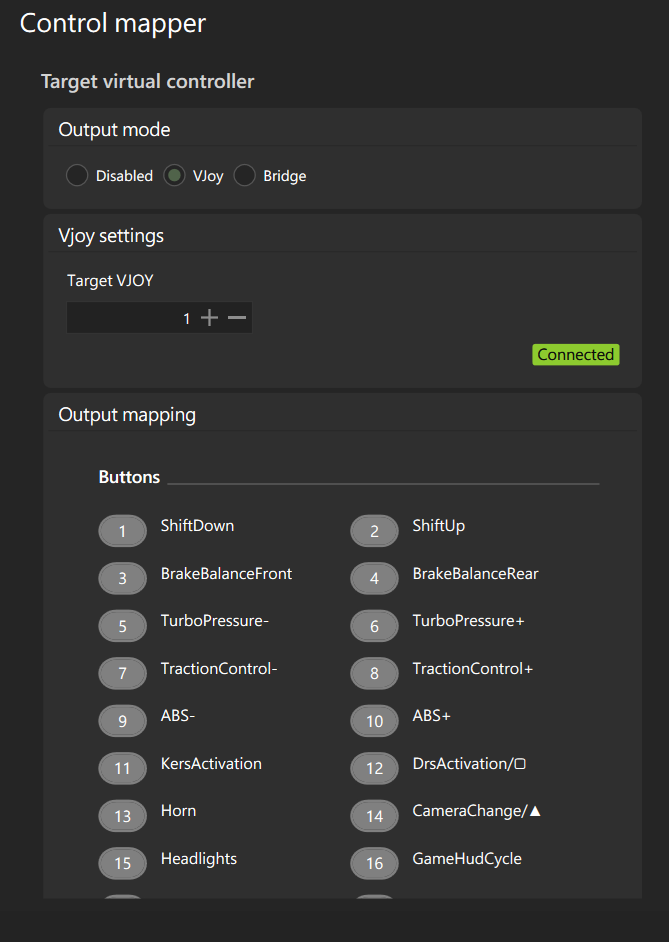 Control mapper
Target virtual controller
Output mode
Disabled VJoy Bridge
Vjoy settings
Target VJOY
1
Connected
Output mapping
Buttons
1 ShiftDown 2 ShiftUp
3 BrakeBalanceFront 4 BrakeBalanceRear
5 TurboPressure- 6 TurboPressure+
7 TractionControl- 8 TractionControl+
9 ABS- 10 ABS+
11 KersActivation 12 DrsActivation/▢
13 Horn 14 CameraChange/▲
15 Headlights 16 GameHudCycle